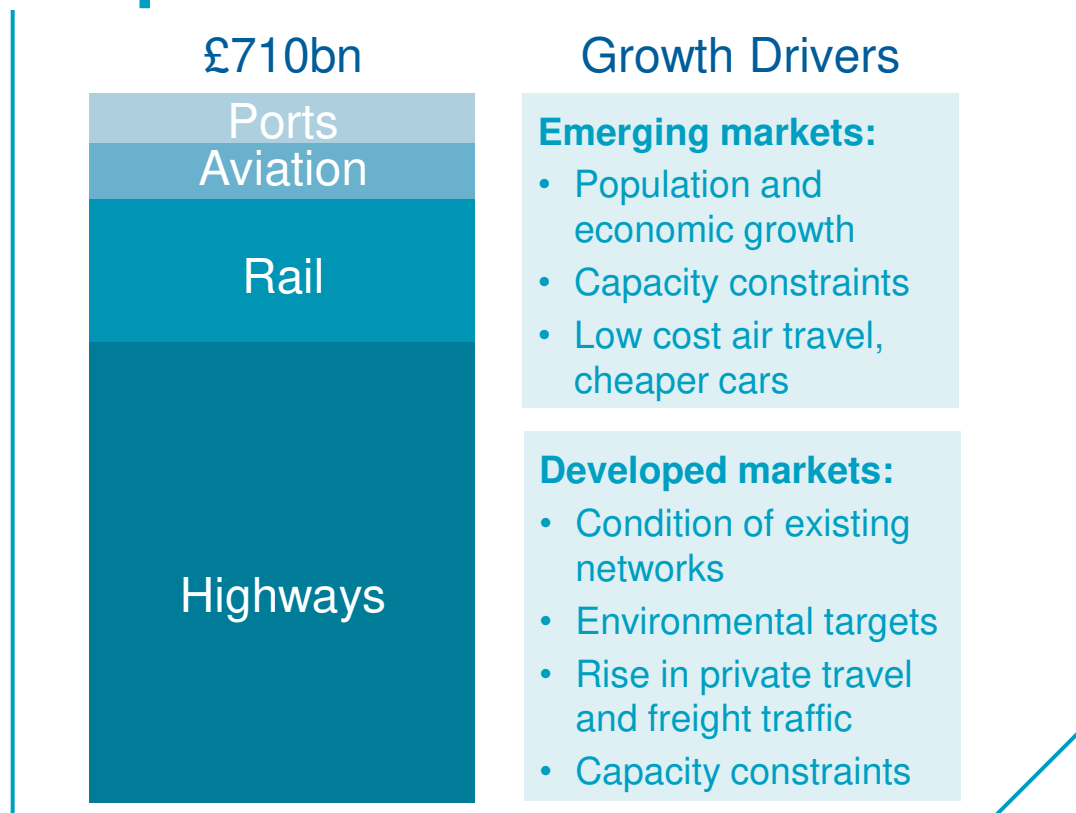 £710bn
Ports
Aviation
Rail
Highways
Growth Drivers
Emerging markets:
• Population and
economic growth
• Capacity constraints
• Low cost air travel,
cheaper cars
Developed markets:
• Condition of existing
networks
• Environmental targets
• Rise in private travel
and freight traffic
• Capacity constraints